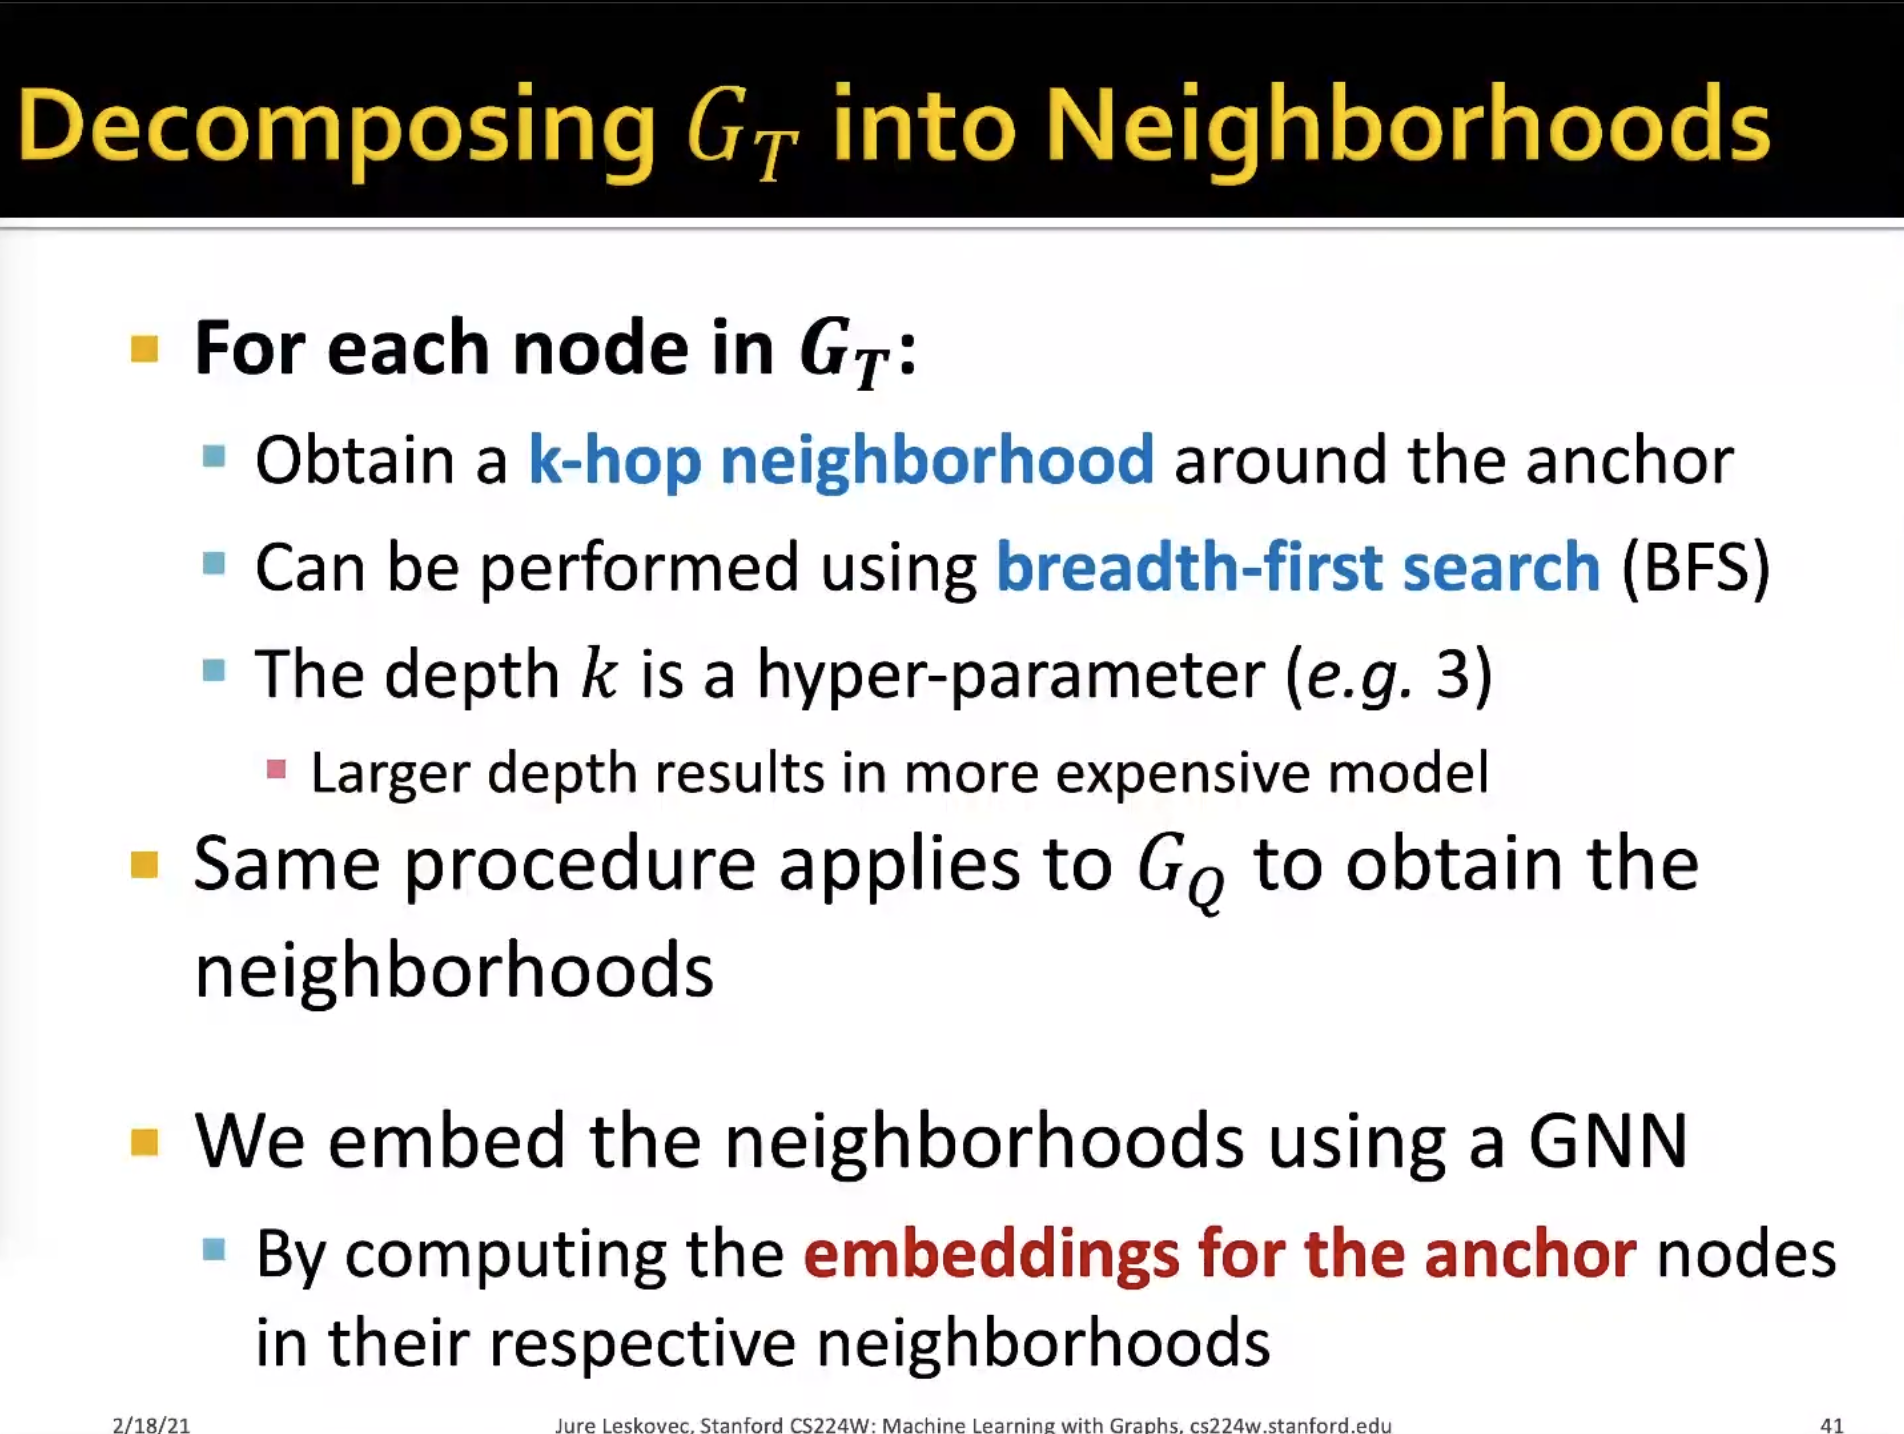 Decomposing G_T into Neighborhoods
For each node in G_T:
Obtain a k-hop neighborhood around the anchor
Can be performed using breadth-first search (BFS)
The depth k is a hyper-parameter (e.g. 3)
Larger depth results in more expensive model
Same procedure applies to G_Q to obtain the
neighborhoods
We embed the neighborhoods using a GNN
By computing the embeddings for the anchor nodes
in their respective neighborhoods
2/18/21
Jure Leskovec, Stanford CS224W: Machine Learning with Graphs, cs224w.stanford.edu
41